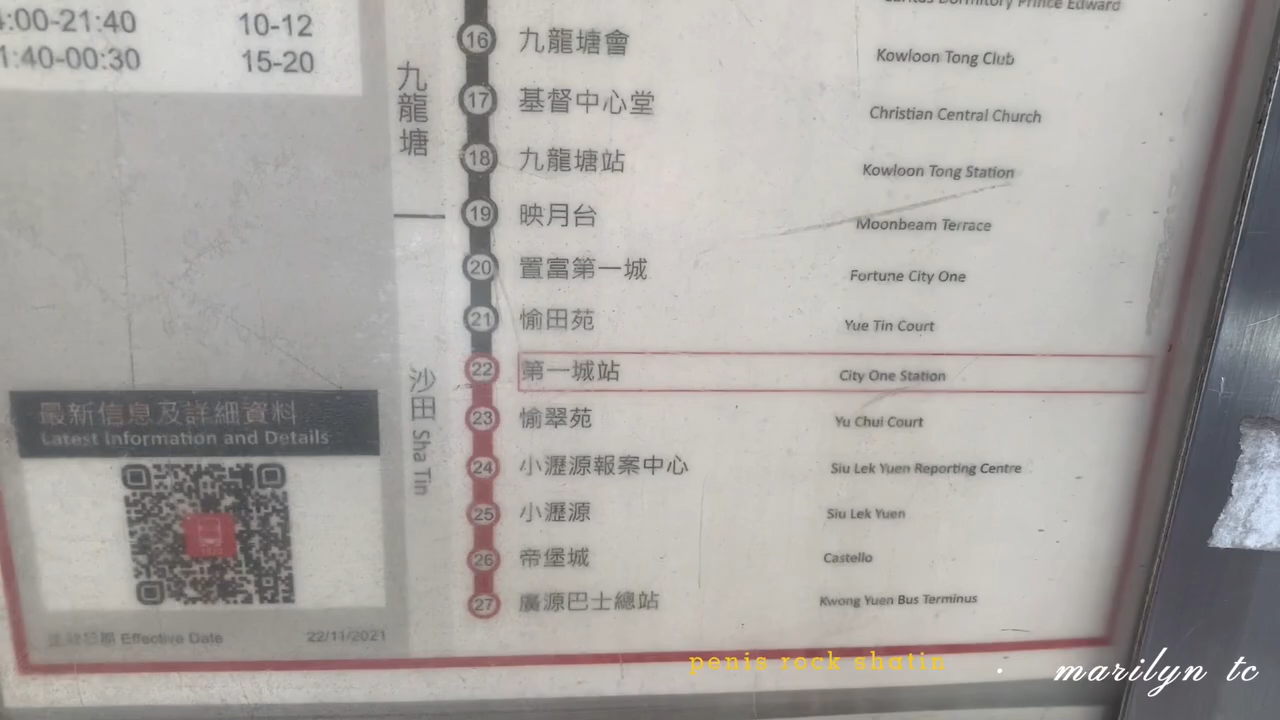 :00-21:40 10-12
1:40-00:30 15-20
九龍塘
16 九龍塘會 Kowloon Tong Club
17 基督中心堂 Christian Central Church
18 九龍塘站 Kowloon Tong Station
19 映月台 Moonbeam Terrace
20 置富第一城 Fortune City One
21 愉田苑 Yue Tin Court
沙田 Sha Tin
22 第一城站 City One Station
23 愉翠苑 Yu Chui Court
24 小瀝源報案中心 Siu Lek Yuen Reporting Centre
25 小瀝源 Siu Lek Yuen
26 帝堡城 Castello
27 廣源巴士總站 Kwong Yuen Bus Terminus
最新信息及詳細資料
Latest Information and Details
Effective Date 22/11/2021
penis rock shatin
marilyn tc